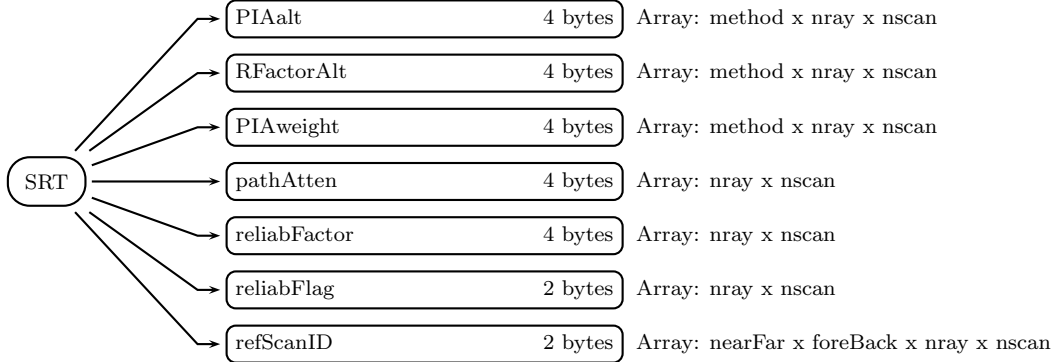 PIAalt 4 bytes Array: method x nray x nscan
RFactorAlt 4 bytes Array: method x nray x nscan
PIAweight 4 bytes Array: method x nray x nscan
SRT pathAtten 4 bytes Array: nray x nscan
reliabFactor 4 bytes Array: nray x nscan
reliabFlag 2 bytes Array: nray x nscan
refScanID 2 bytes Array: nearFar x foreBack x nray x nscan